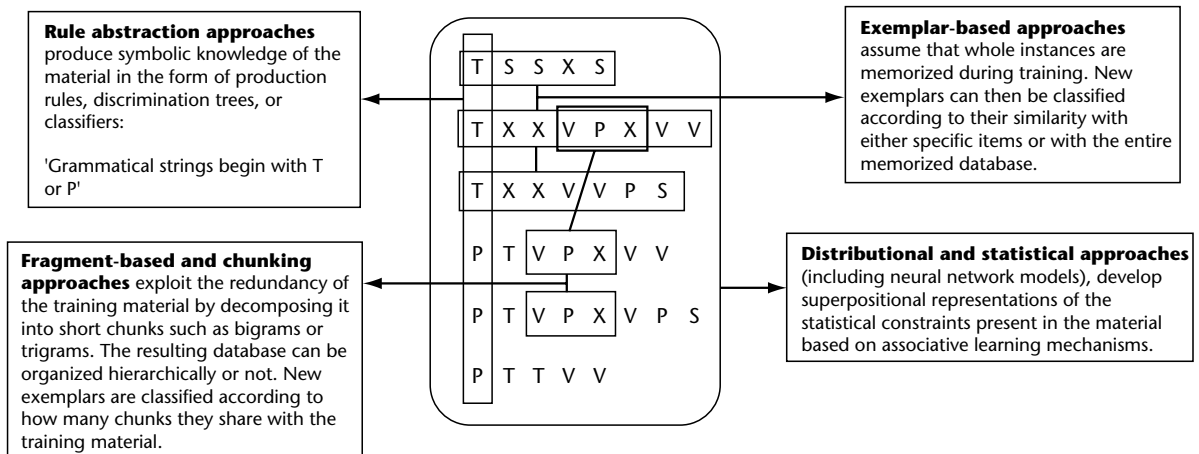 Rule abstraction approaches
produce symbolic knowledge of the
material in the form of production
rules, discrimination trees, or
classifiers:
'Grammatical strings begin with T
or P'
Fragment-based and chunking
approaches exploit the redundancy of
the training material by decomposing it
into short chunks such as bigrams or
trigrams. The resulting database can be
organized hierarchically or not. New
exemplars are classified according to
how many chunks they share with the
training material.
T S S X S
T X X V P X V V
T X X V V P S
P T V P X V V
P T V P X V P S
P T T V V
Exemplar-based approaches
assume that whole instances are
memorized during training. New
exemplars can then be classified
according to their similarity with
either specific items or with the entire
memorized database.
Distributional and statistical approaches
(including neural network models), develop
superpositional representations of the
statistical constraints present in the material
based on associative learning mechanisms.